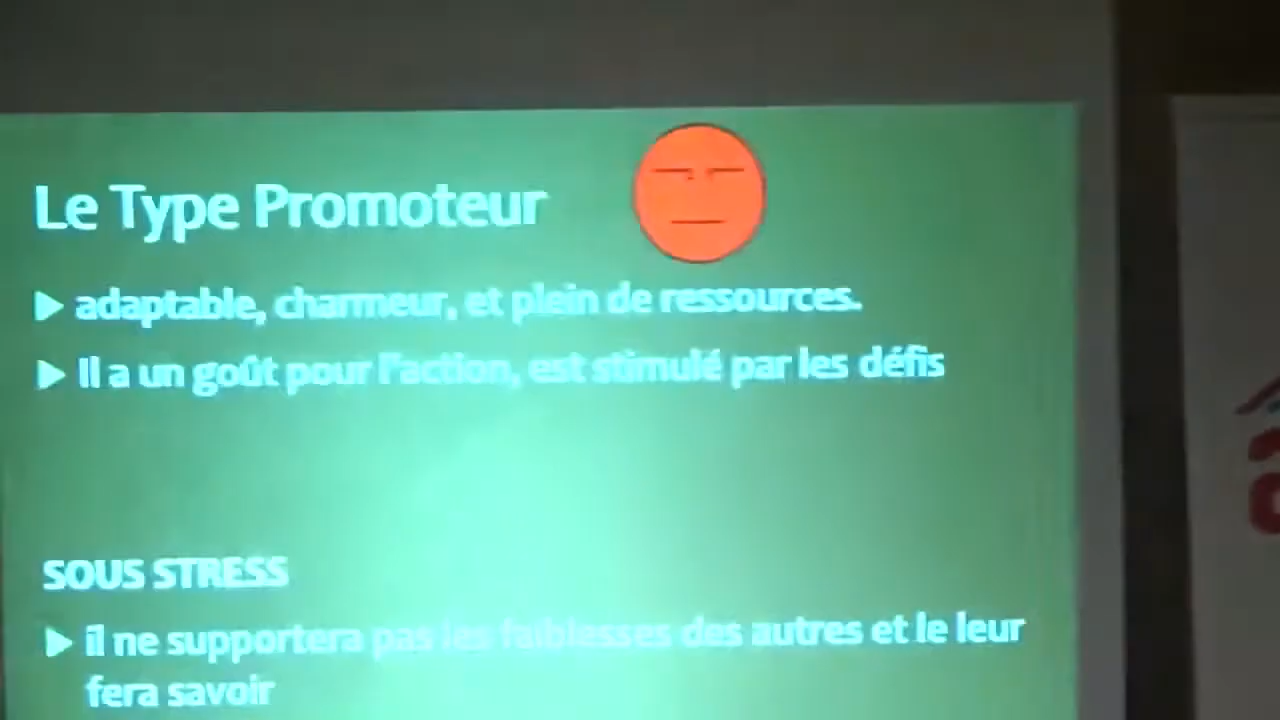 Le Type Promoteur
adaptable, charmeur, et plein de ressources.
Il a un goût pour l'action, est stimulé par les défis
SOUS STRESS
il ne supportera pas les faiblesses des autres et le leur
fera savoir